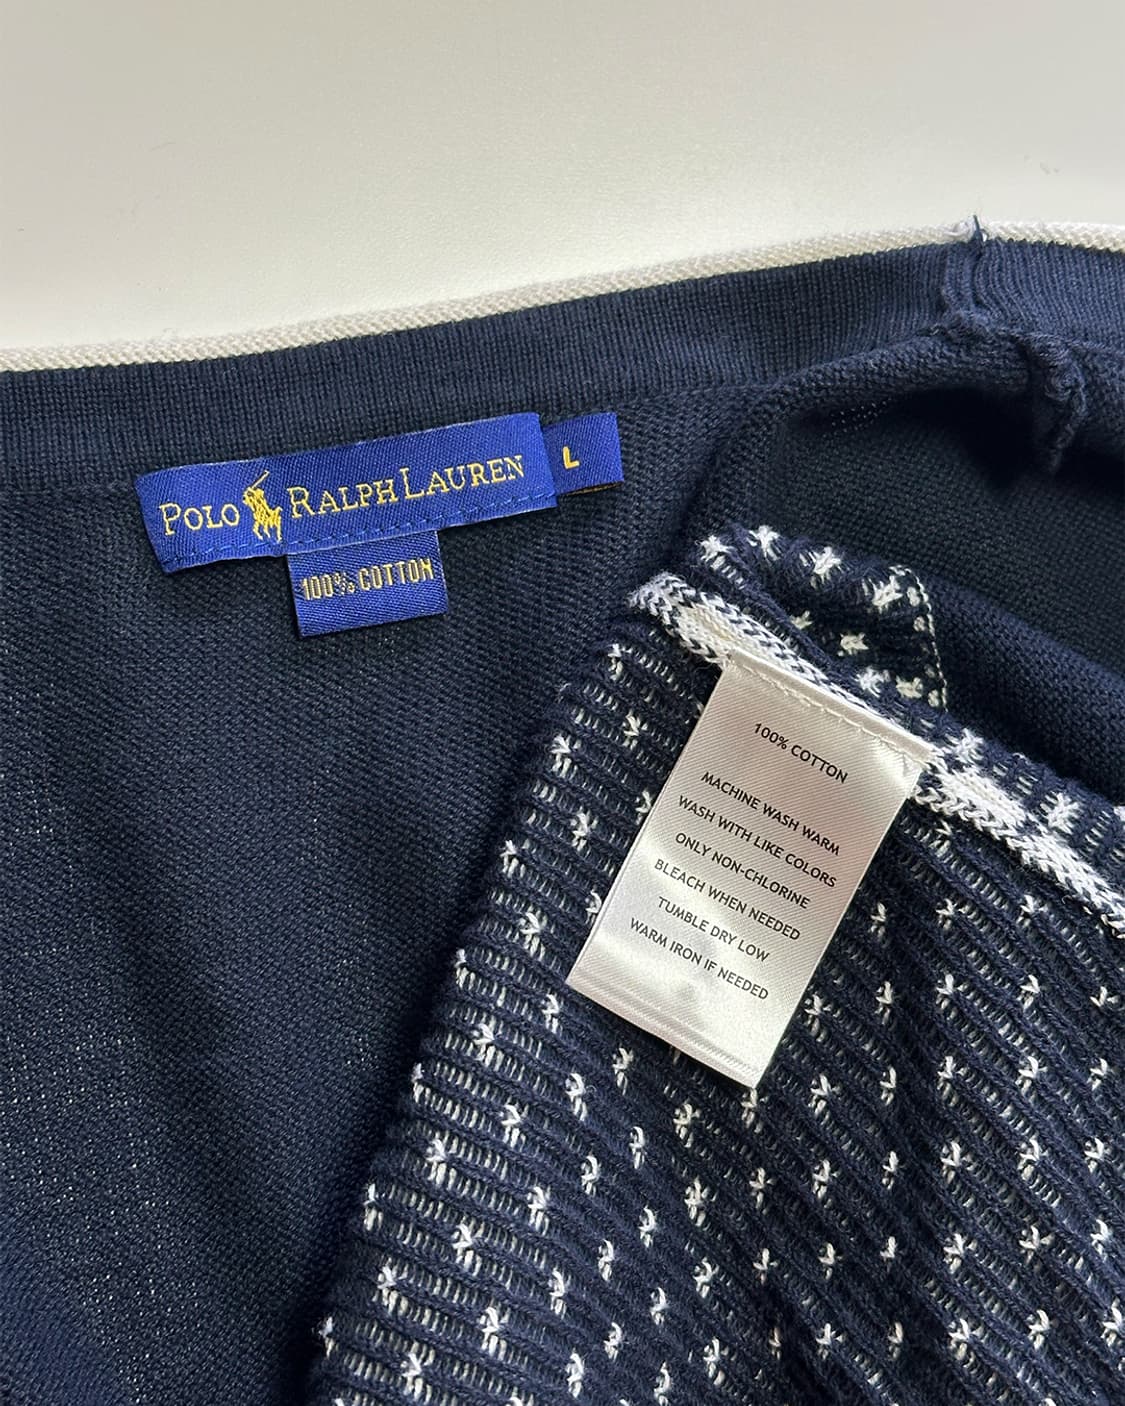 POLO RALPH LAUREN
L
100% COTTON
100% COTTON
MACHINE WASH WARM
WASH WITH LIKE COLORS
ONLY NON-CHLORINE
BLEACH WHEN NEEDED
TUMBLE DRY LOW
WARM IRON IF NEEDED